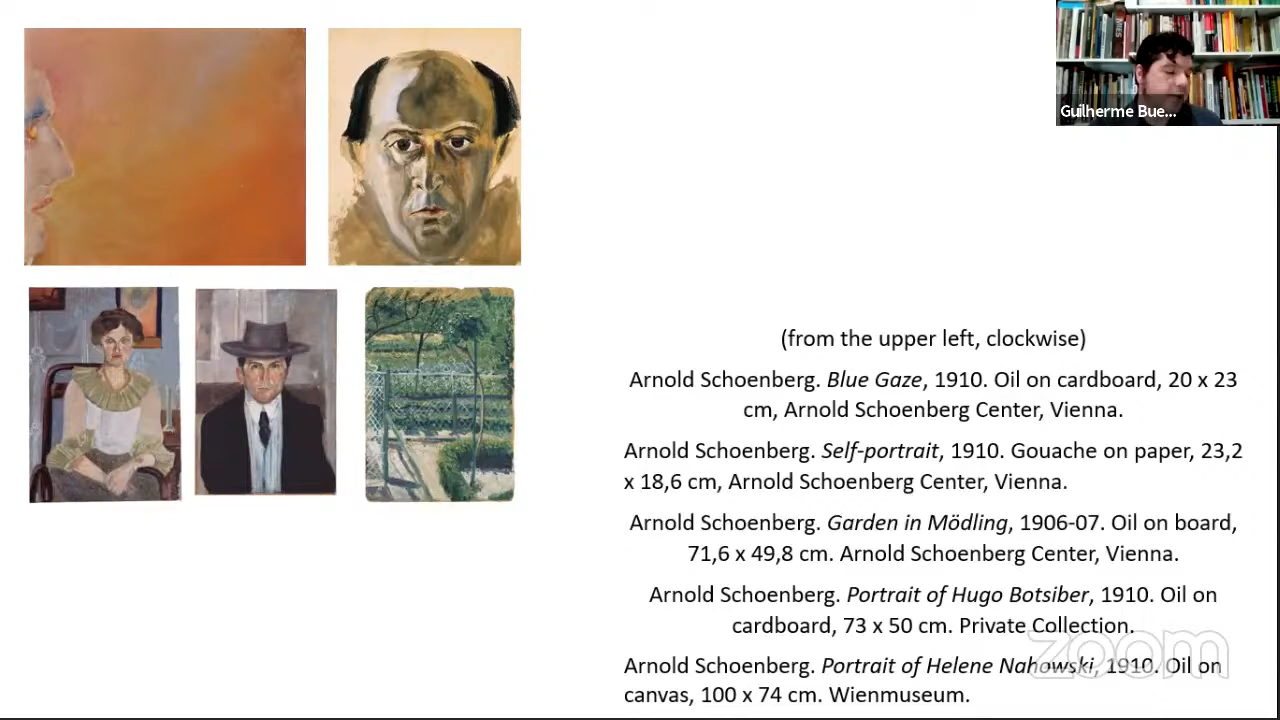 Guilherme Bue...
(from the upper left, clockwise)
Arnold Schoenberg. Blue Gaze, 1910. Oil on cardboard, 20 x 23
cm, Arnold Schoenberg Center, Vienna.
Arnold Schoenberg. Self-portrait, 1910. Gouache on paper, 23,2
x 18,6 cm, Arnold Schoenberg Center, Vienna.
Arnold Schoenberg. Garden in Mödling, 1906-07. Oil on board,
71,6 x 49,8 cm. Arnold Schoenberg Center, Vienna.
Arnold Schoenberg. Portrait of Hugo Botsiber, 1910. Oil on
cardboard, 73 x 50 cm. Private Collection.
zoom
Arnold Schoenberg. Portrait of Helene Nahowski, 1910. Oil on
canvas, 100 x 74 cm. Wienmuseum.